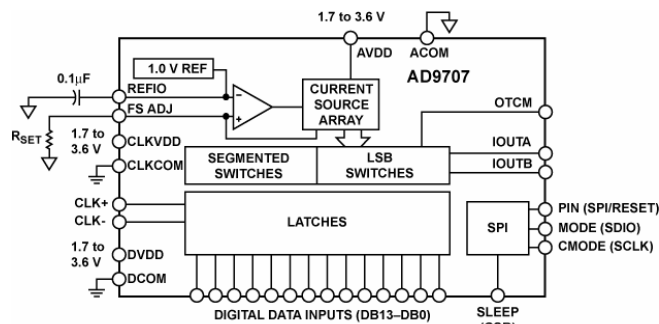 1.7 to 3.6 V
AVDD
ACOM
AD9707
1.0 V REF
0.1µF
REFIO
FS ADJ
RSET
CURRENT
SOURCE
ARRAY
OTCM
1.7 to
3.6 V
CLKVDD
CLKCOM
IOUTA
IOUTB
SEGMENTED
SWITCHES
LSB
SWITCHES
CLK+
CLK-
LATCHES
SPI
PIN (SPI/RESET)
MODE (SDIO)
CMODE (SCLK)
1.7 to
3.6 V
DVDD
DCOM
DIGITAL DATA INPUTS (DB13–DB0)
SLEEP